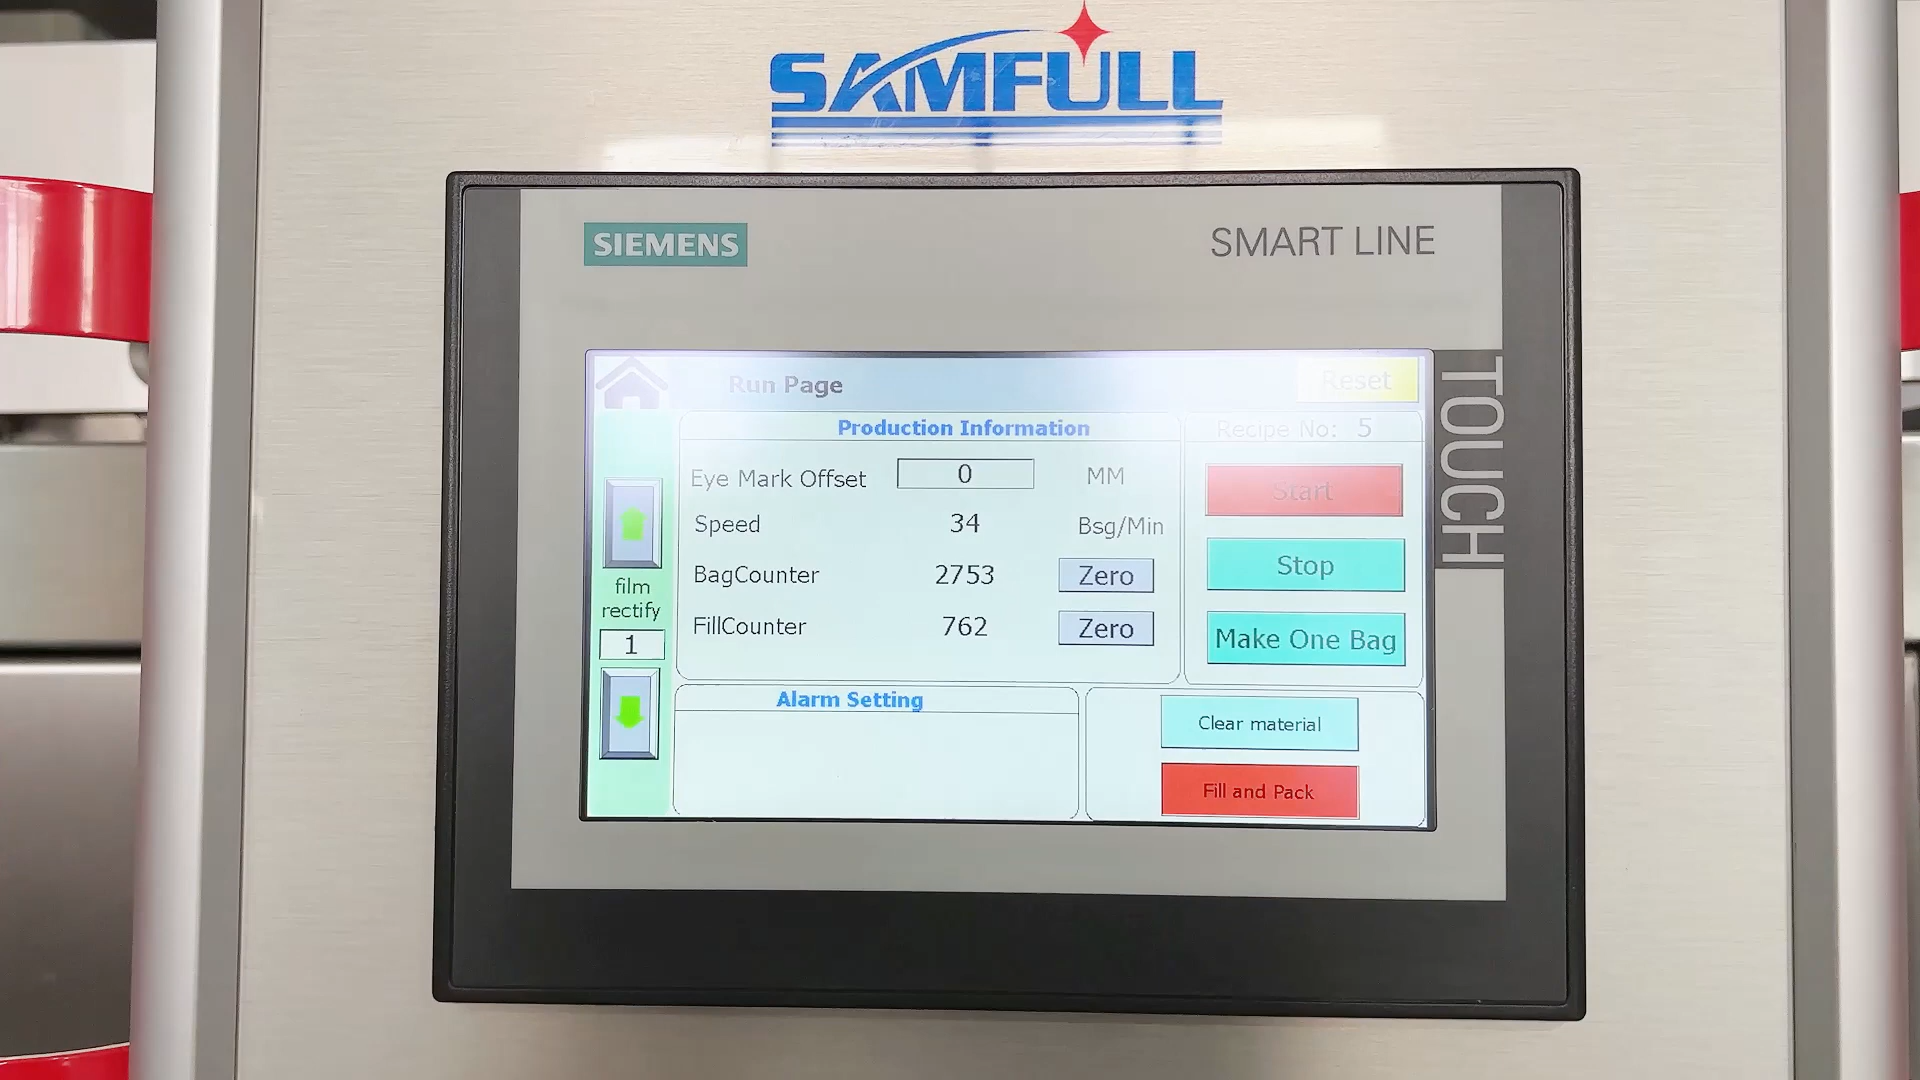 SAMFULL
SIEMENS
SMART LINE
TOUCH
Run Page
Reset
Production Information
Recipe No: 5
Eye Mark Offset 0 MM
Speed 34 Bsg/Min
BagCounter 2753 Zero
FillCounter 762 Zero
film
rectify
1
Start
Stop
Make One Bag
Alarm Setting
Clear material
Fill and Pack